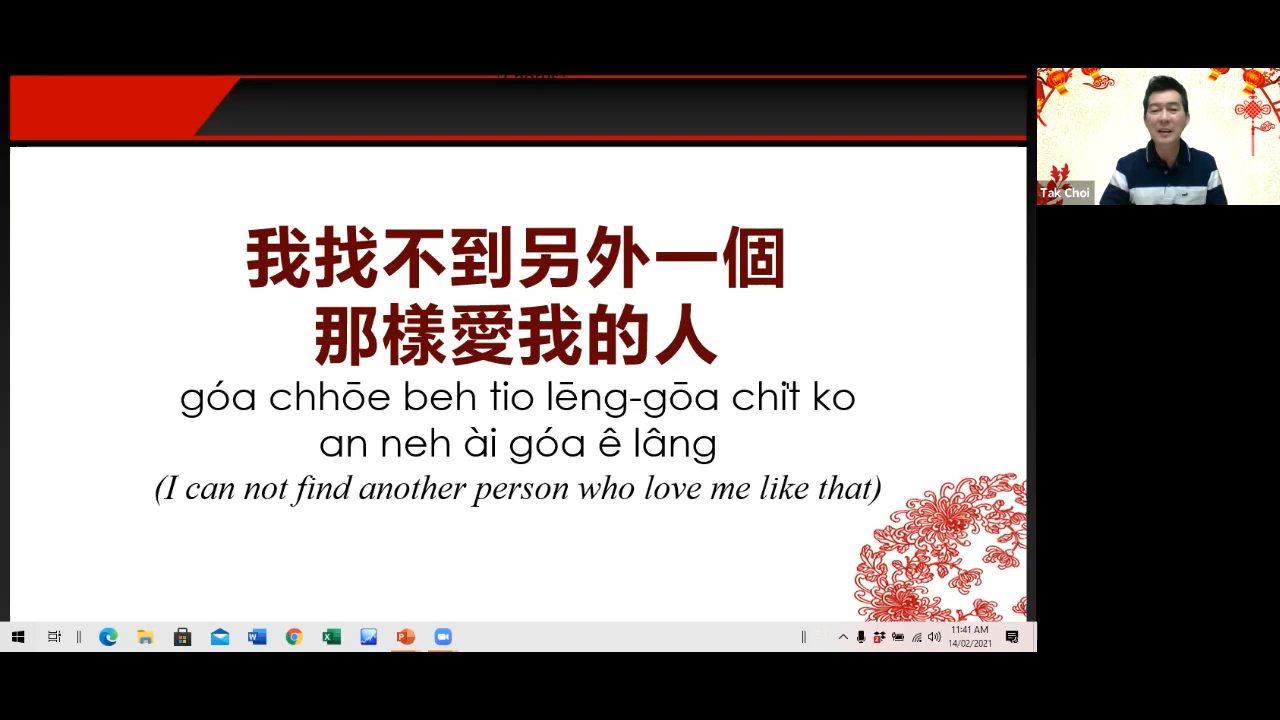 我找不到另外一個
那樣愛我的人
góa chhōe beh tio lēng-gōa chi̍t ko
an neh ài góa ê lâng
(I can not find another person who love me like that)
Tak Choi
11:41 AM
14/02/2021